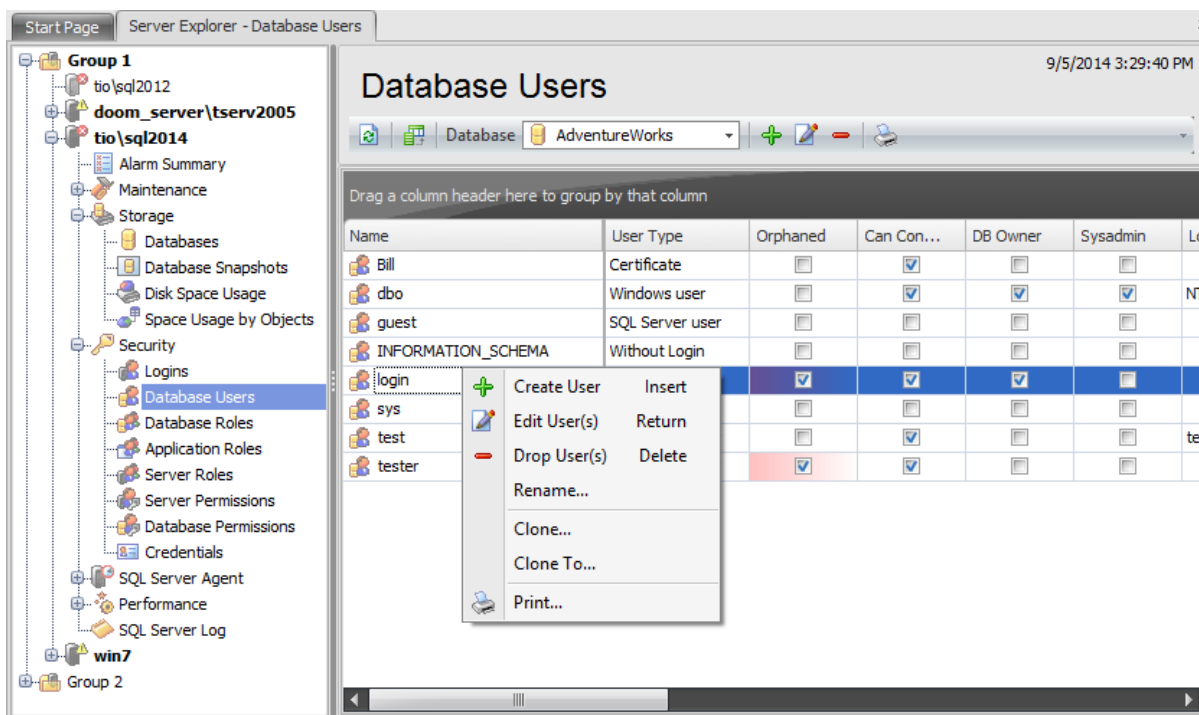 Start Page Server Explorer - Database Users
Group 1
tio\sql2012
doom_server\tserv2005
tio\sql2014
Alarm Summary
Maintenance
Storage
Databases
Database Snapshots
Disk Space Usage
Space Usage by Objects
Security
Logins
Database Users
Database Roles
Application Roles
Server Roles
Server Permissions
Database Permissions
Credentials
SQL Server Agent
Performance
SQL Server Log
win7
Group 2
9/5/2014 3:29:40 PM
Database Users
Database AdventureWorks
Drag a column header here to group by that column
Name User Type Orphaned Can Con... DB Owner Sysadmin
Bill Certificate
dbo Windows user
guest SQL Server user
INFORMATION_SCHEMA Without Login
login
sys
test
tester
Create User Insert
Edit User(s) Return
Drop User(s) Delete
Rename...
Clone...
Clone To...
Print...